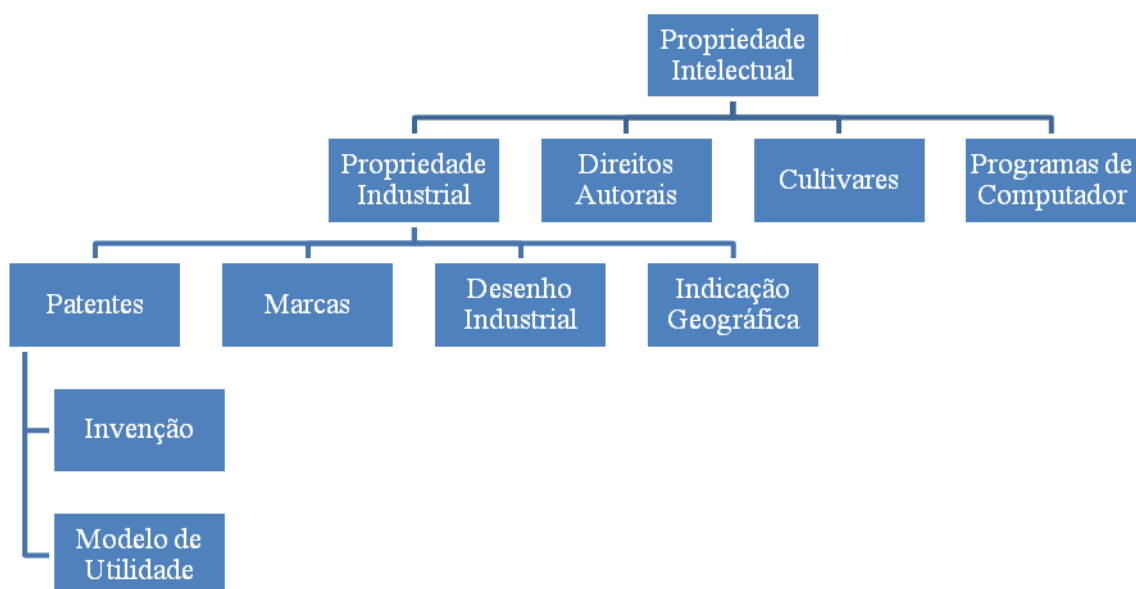 Propriedade
Intelectual
Propriedade
Industrial
Direitos
Autorais
Cultivares
Programas de
Computador
Patentes
Marcas
Desenho
Industrial
Indicação
Geográfica
Invenção
Modelo de
Utilidade